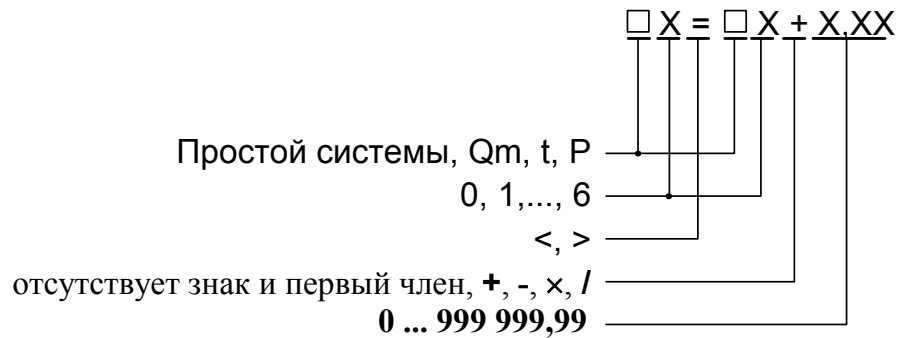 □ X = □ X + X,XX
Простой системы, Qm, t, P
0, 1,..., 6
<, >
отсутствует знак и первый член, +, -, ×, /
0 ... 999 999,99